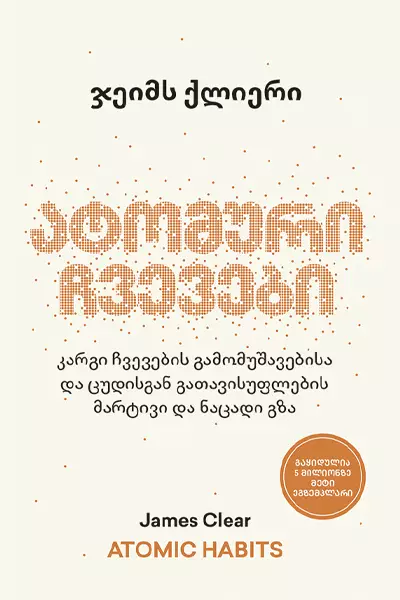 ჯეიმს ქლიერი
ატომური
ჩვევები
კარგი ჩვევების გამომუშავებისა
და ცუდისგან გათავისუფლების
მარტივი და ნაცადი გზა
გაყიდულია
5 მილიონზე
მეტი
ეგზემპლარი
James Clear
ATOMIC HABITS